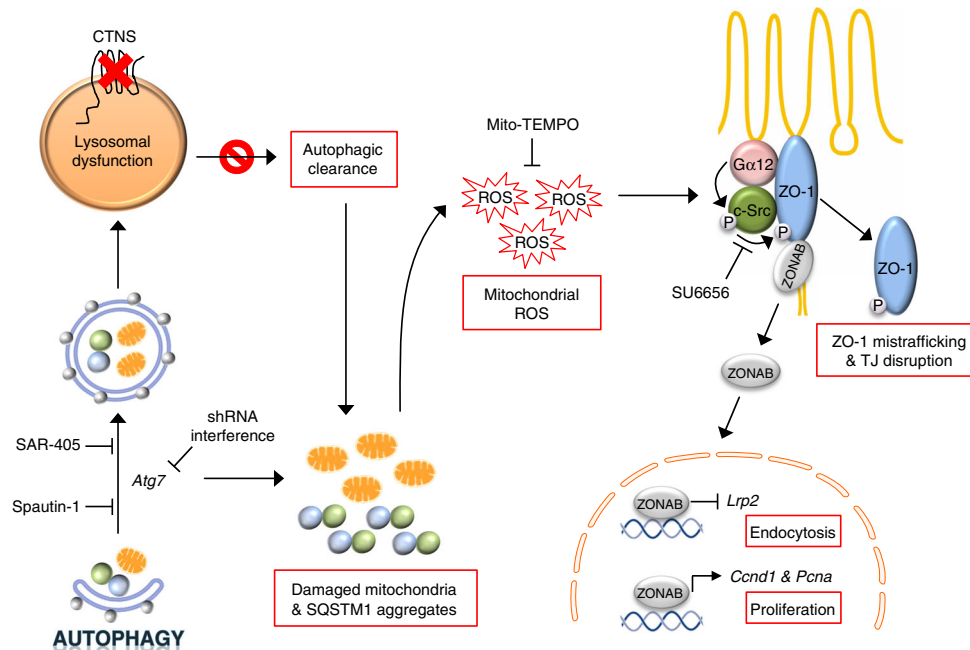 CTNS
Lysosomal
dysfunction
Autophagic
clearance
SAR-405
Spautin-1
Atg7
shRNA
interference
AUTOPHAGY
Damaged mitochondria
& SQSTM1 aggregates
Mito-TEMPO
ROS
ROS
ROS
Mitochondrial
ROS
Gα12
c-Src
ZO-1
P
P
ZONAB
SU6656
ZO-1
P
ZO-1 mistrafficking
& TJ disruption
ZONAB
ZONAB
Lrp2
Endocytosis
ZONAB
Ccnd1 & Pcna
Proliferation